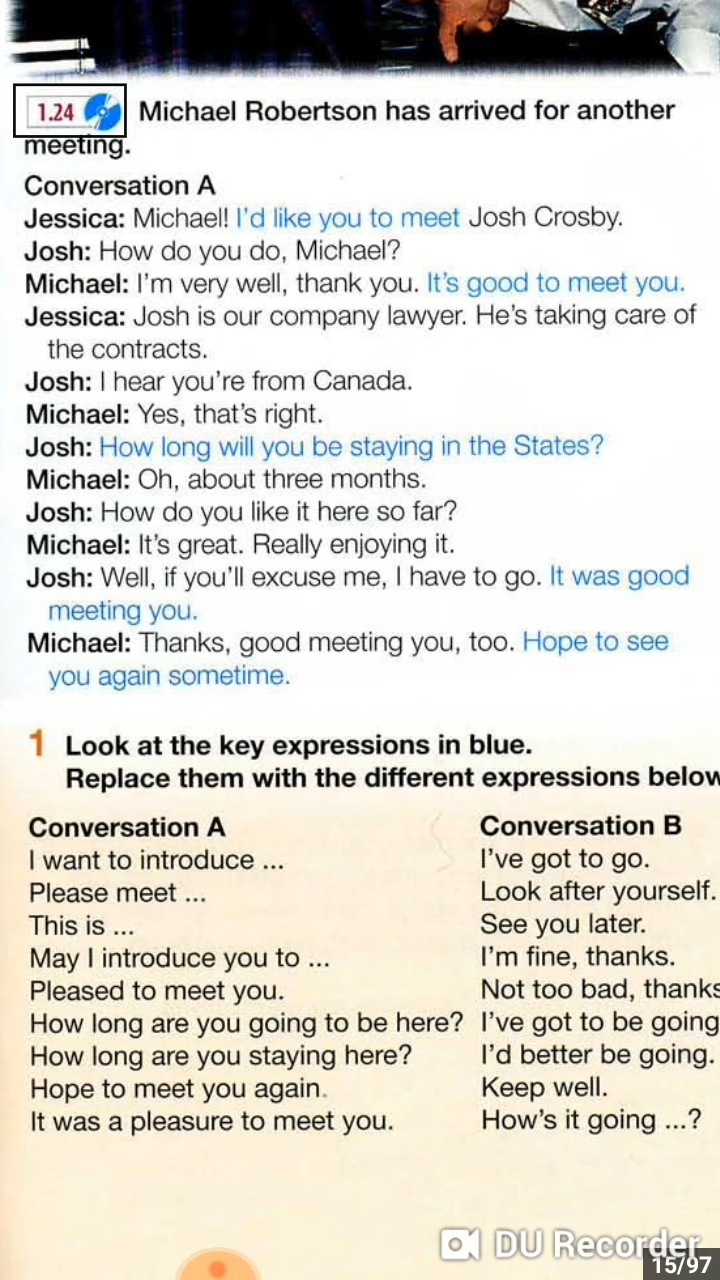 1.24 Michael Robertson has arrived for another
meeting.
Conversation A
Jessica: Michael! I'd like you to meet Josh Crosby.
Josh: How do you do, Michael?
Michael: I'm very well, thank you. It's good to meet you.
Jessica: Josh is our company lawyer. He's taking care of
the contracts.
Josh: I hear you're from Canada.
Michael: Yes, that's right.
Josh: How long will you be staying in the States?
Michael: Oh, about three months.
Josh: How do you like it here so far?
Michael: It's great. Really enjoying it.
Josh: Well, if you'll excuse me, I have to go. It was good
meeting you.
Michael: Thanks, good meeting you, too. Hope to see
you again sometime.
1 Look at the key expressions in blue.
Replace them with the different expressions below
Conversation A
I want to introduce ...
Please meet ...
This is ...
May I introduce you to ...
Pleased to meet you.
How long are you going to be here?
How long are you staying here?
Hope to meet you again.
It was a pleasure to meet you.
Conversation B
I've got to go.
Look after yourself.
See you later.
I'm fine, thanks.
Not too bad, thanks
I've got to be going
I'd better be going.
Keep well.
How's it going ...?
DU Recorder
15/97